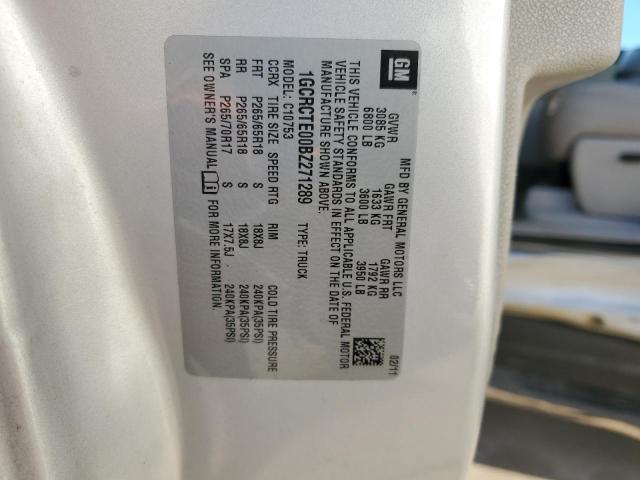 GM ®
MFD BY GENERAL MOTORS LLC 02/11
GVWR GAWR FRT GAWR RR
3085 KG 1633 KG 1792 KG
6800 LB 3600 LB 3950 LB
THIS VEHICLE CONFORMS TO ALL APPLICABLE U.S. FEDERAL MOTOR
VEHICLE SAFETY STANDARDS IN EFFECT ON THE DATE OF
MANUFACTURE SHOWN ABOVE.
1GCRCTE00BZ271289 TYPE: TRUCK
MODEL: C10753
CCRX TIRE SIZE SPEED RTG RIM COLD TIRE PRESSURE
FRT P265/65R18 S 18X8J 240KPA(35PSI)
RR P265/65R18 S 18X8J 240KPA(35PSI)
SPA P265/70R17 S 17X7.5J 240KPA(35PSI)
SEE OWNER'S MANUAL FOR MORE INFORMATION.